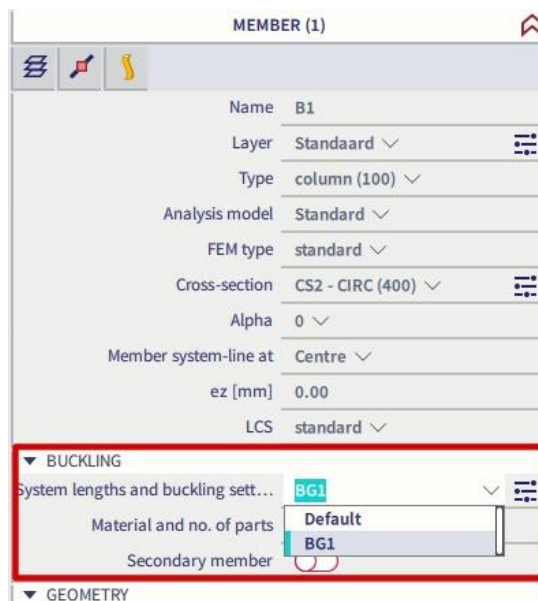 MEMBER (1)
Name B1
Layer Standaard
Type column (100)
Analysis model Standard
FEM type standard
Cross-section CS2 - CIRC (400)
Alpha 0
Member system-line at Centre
ez [mm] 0.00
LCS standard
BUCKLING
System lengths and buckling sett... BG1
Default
Material and no. of parts
BG1
Secondary member
GEOMETRY